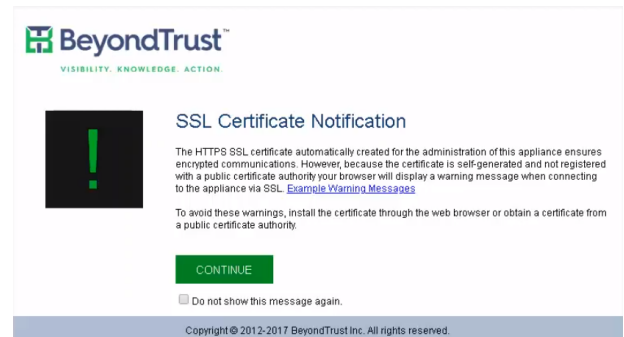 BeyondTrust™
VISIBILITY. KNOWLEDGE. ACTION.
SSL Certificate Notification
The HTTPS SSL certificate automatically created for the administration of this appliance ensures
encrypted communications. However, because the certificate is self-generated and not registered
with a public certificate authority your browser will display a warning message when connecting
to the appliance via SSL. Example Warning Messages
To avoid these warnings, install the certificate through the web browser or obtain a certificate from
a public certificate authority.
CONTINUE
Do not show this message again.
Copyright © 2012-2017 BeyondTrust Inc. All rights reserved.